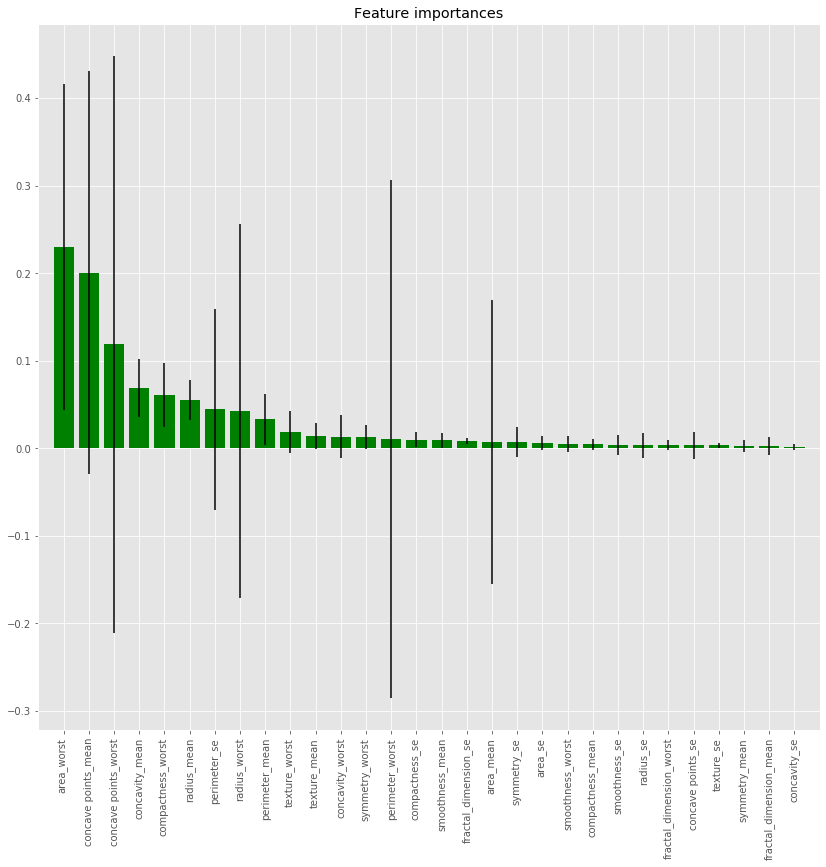 Feature importances
0.4
0.3
0.2
0.1
0.0
−0.1
−0.2
−0.3
area_worst
concave points_mean
concave points_worst
concavity_mean
compactness_worst
radius_mean
perimeter_se
radius_worst
perimeter_mean
texture_worst
texture_mean
concavity_worst
symmetry_worst
perimeter_worst
compactness_se
smoothness_mean
fractal_dimension_se
area_mean
symmetry_se
area_se
smoothness_worst
compactness_mean
smoothness_se
radius_se
fractal_dimension_worst
concave points_se
texture_se
symmetry_mean
fractal_dimension_mean
concavity_se